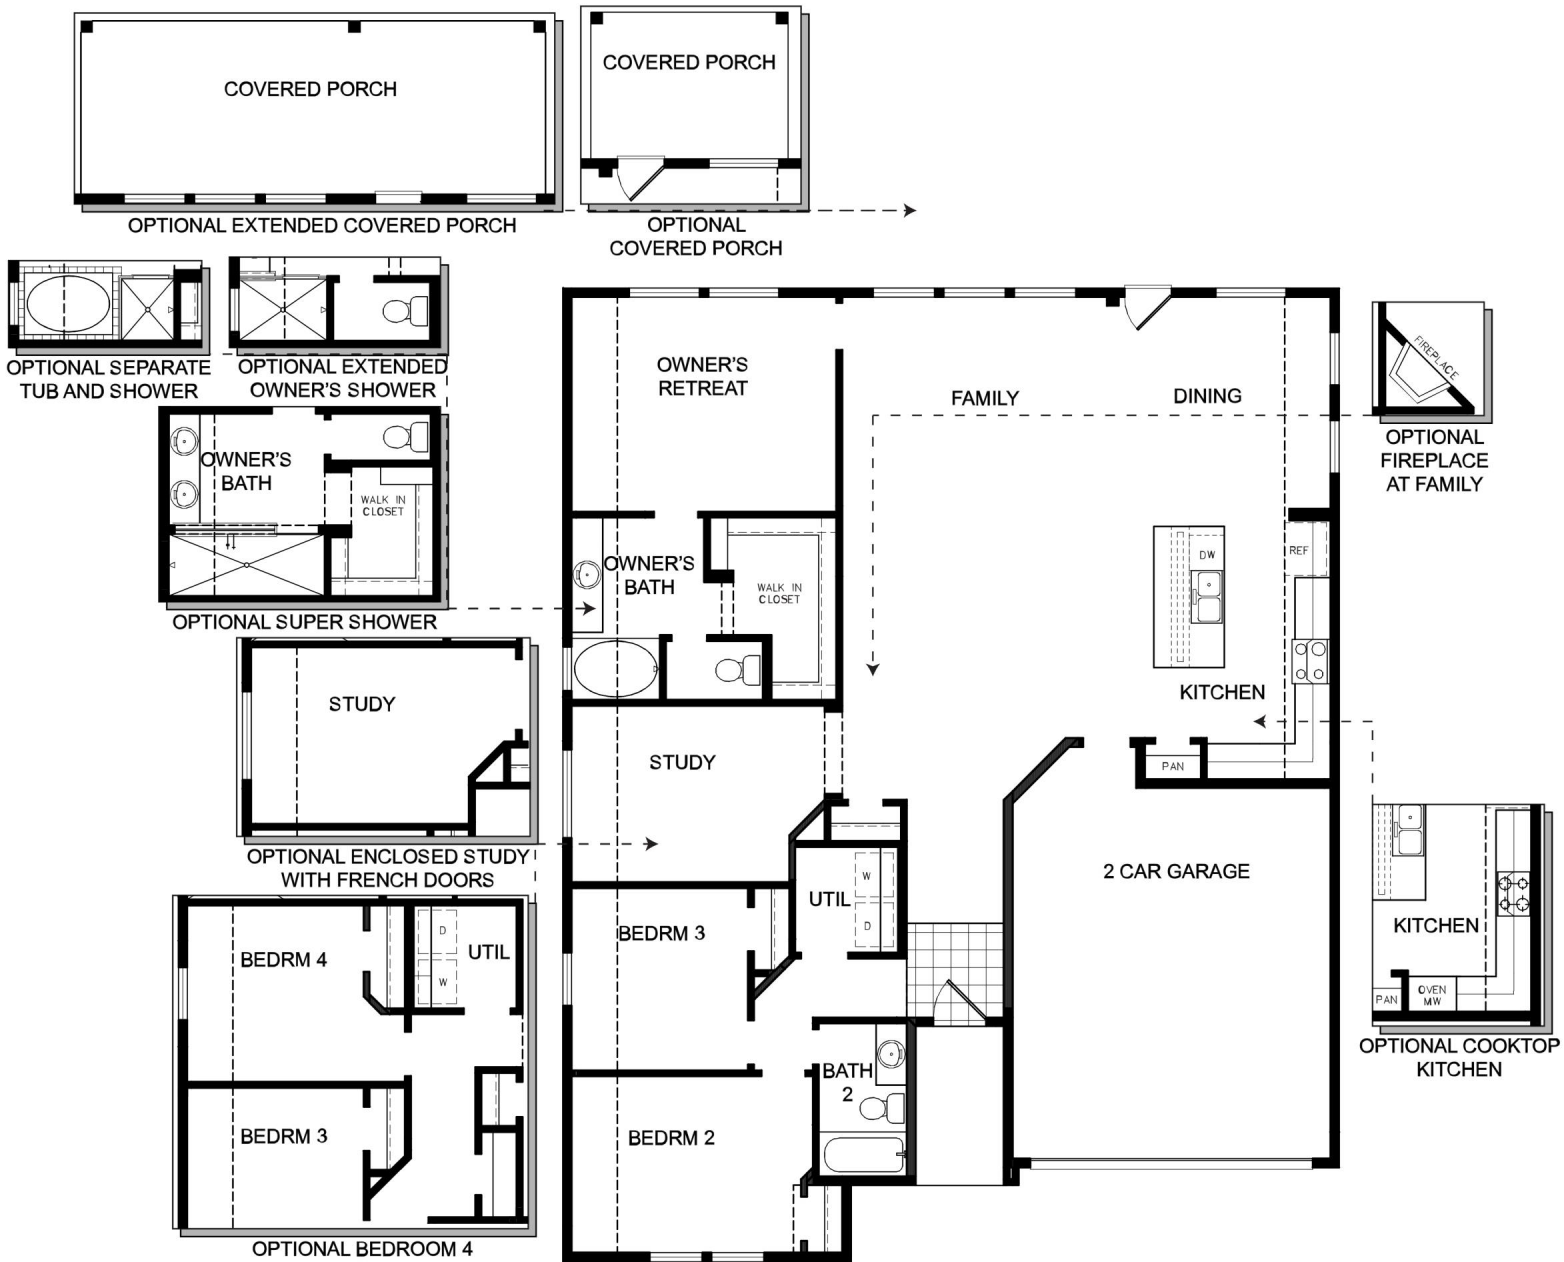 COVERED PORCH
OPTIONAL EXTENDED COVERED PORCH
COVERED PORCH
OPTIONAL
COVERED PORCH
OPTIONAL SEPARATE
TUB AND SHOWER
OPTIONAL EXTENDED
OWNER'S SHOWER
OWNER'S
BATH
WALK IN
CLOSET
OPTIONAL SUPER SHOWER
STUDY
OPTIONAL ENCLOSED STUDY
WITH FRENCH DOORS
BEDRM 4
D
W
UTIL
BEDRM 3
OPTIONAL BEDROOM 4
OWNER'S
RETREAT
FAMILY
DINING
OWNER'S
BATH
WALK IN
CLOSET
DW
REF
KITCHEN
PAN
STUDY
W
UTIL
D
2 CAR GARAGE
BEDRM 3
BATH
2
BEDRM 2
FIREPLACE
OPTIONAL
FIREPLACE
AT FAMILY
KITCHEN
PAN
OVEN
MW
OPTIONAL COOKTOP
KITCHEN